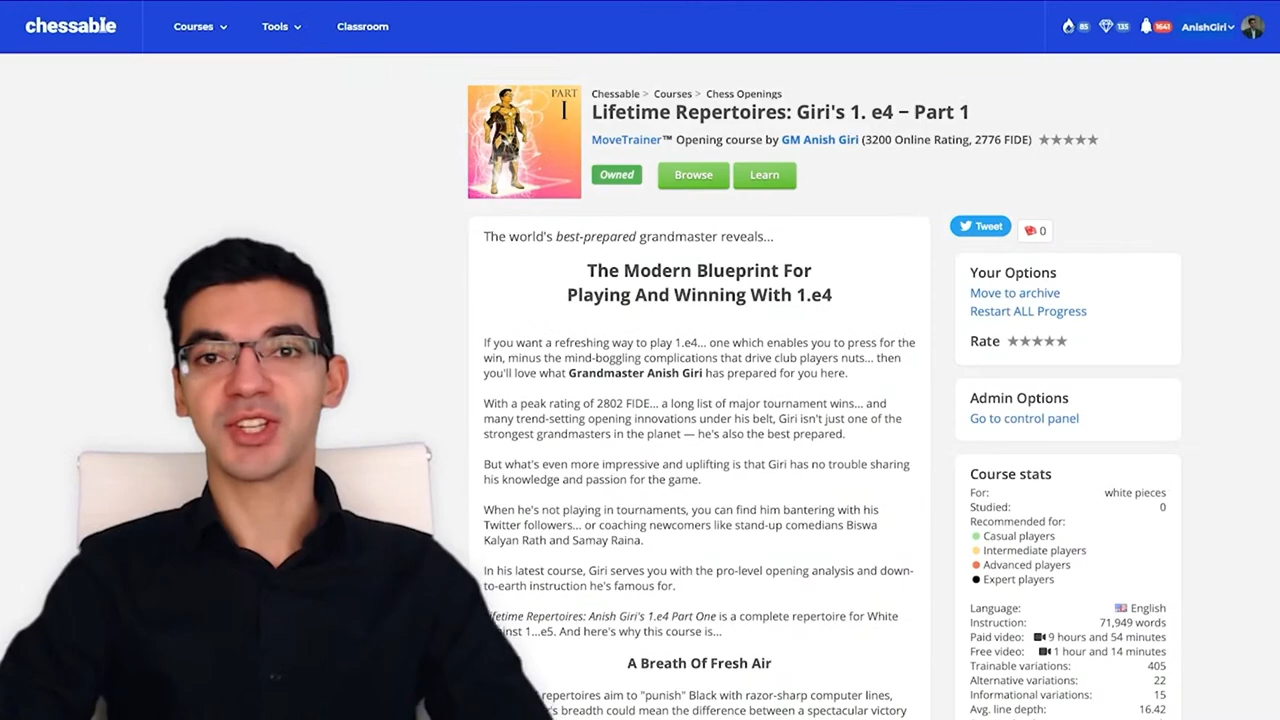 chessable
Courses
Tools
Classroom
85
135
1641
AnishGiri
PART
I
Chessable > Courses > Chess Openings
Lifetime Repertoires: Giri's 1. e4 − Part 1
MoveTrainer™ Opening course by GM Anish Giri (3200 Online Rating, 2776 FIDE)
Owned
Browse
Learn
The world's best-prepared grandmaster reveals...
The Modern Blueprint For
Playing And Winning With 1.e4
If you want a refreshing way to play 1.e4... one which enables you to press for the
win, minus the mind-boggling complications that drive club players nuts... then
you'll love what Grandmaster Anish Giri has prepared for you here.
With a peak rating of 2802 FIDE... a long list of major tournament wins... and
many trend-setting opening innovations under his belt, Giri isn't just one of the
strongest grandmasters in the planet — he's also the best prepared.
But what's even more impressive and uplifting is that Giri has no trouble sharing
his knowledge and passion for the game.
When he's not playing in tournaments, you can find him bantering with his
Twitter followers... or coaching newcomers like stand-up comedians Biswa
Kalyan Rath and Samay Raina.
In his latest course, Giri serves you with the pro-level opening analysis and down-
to-earth instruction he's famous for.
Repertoires: Anish Giri's 1.e4 Part One is a complete repertoire for White
1...e5. And here's why this course is...
A Breath Of Fresh Air
repertoires aim to "punish" Black with razor-sharp computer lines,
breadth could mean the difference between a spectacular victory
Tweet
0
Your Options
Move to archive
Restart ALL Progress
Rate
Admin Options
Go to control panel
Course stats
For: white pieces
Studied: 0
Recommended for:
Casual players
Intermediate players
Advanced players
Expert players
Language: English
Instruction: 71,949 words
Paid video: 9 hours and 54 minutes
Free video: 1 hour and 14 minutes
Trainable variations: 405
Alternative variations: 22
Informational variations: 15
Avg. line depth: 16.42